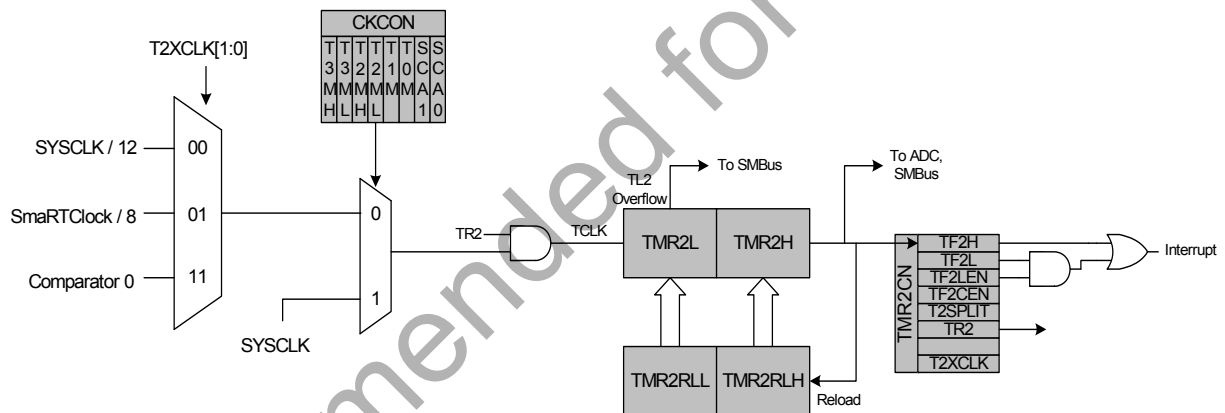 CKCON
T T T T T T S S
3 3 2 2 1 0 C C
M M M M M M A A
H L H L 1 0
T2XCLK[1:0]
SYSCLK / 12
00
SmaRTClock / 8
01
Comparator 0
11
SYSCLK
0
1
TR2
TCLK
TL2
Overflow
To SMBus
To ADC,
SMBus
TMR2L
TMR2H
TMR2RLL
TMR2RLH
Reload
TMR2CN
TF2H
TF2L
TF2LEN
TF2CEN
T2SPLIT
TR2
T2XCLK
Interrupt
mended for